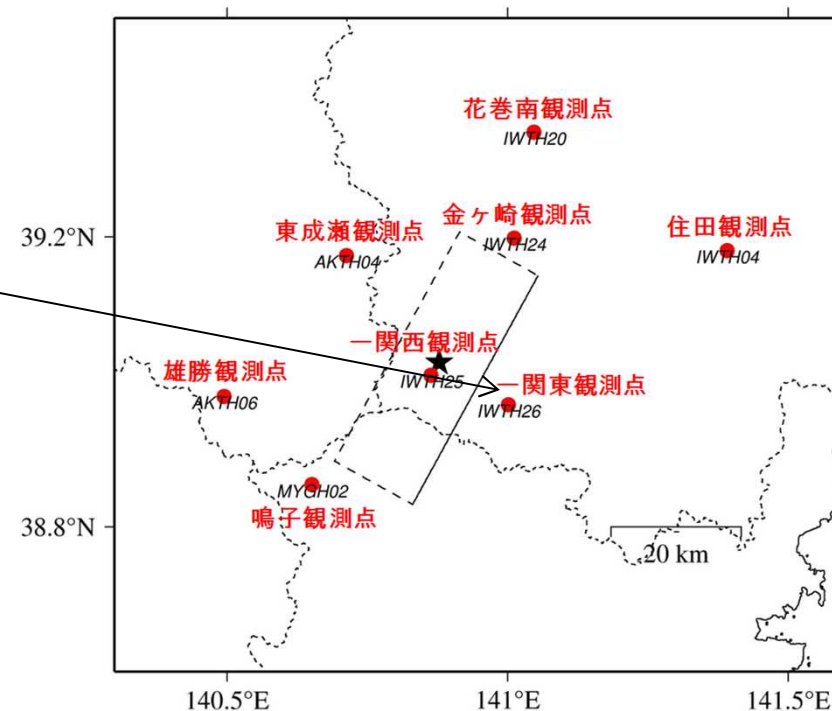 花巻南観測点
IWTH20
39.2°N
東成瀬観測点
AKTH04
金ヶ崎観測点
IWTH24
住田観測点
IWTH04
一関西観測点
IWTH25
雄勝観測点
AKTH06
一関東観測点
IWTH26
MYGH02
鳴子観測点
38.8°N
20 km
140.5°E
141°E
141.5°E